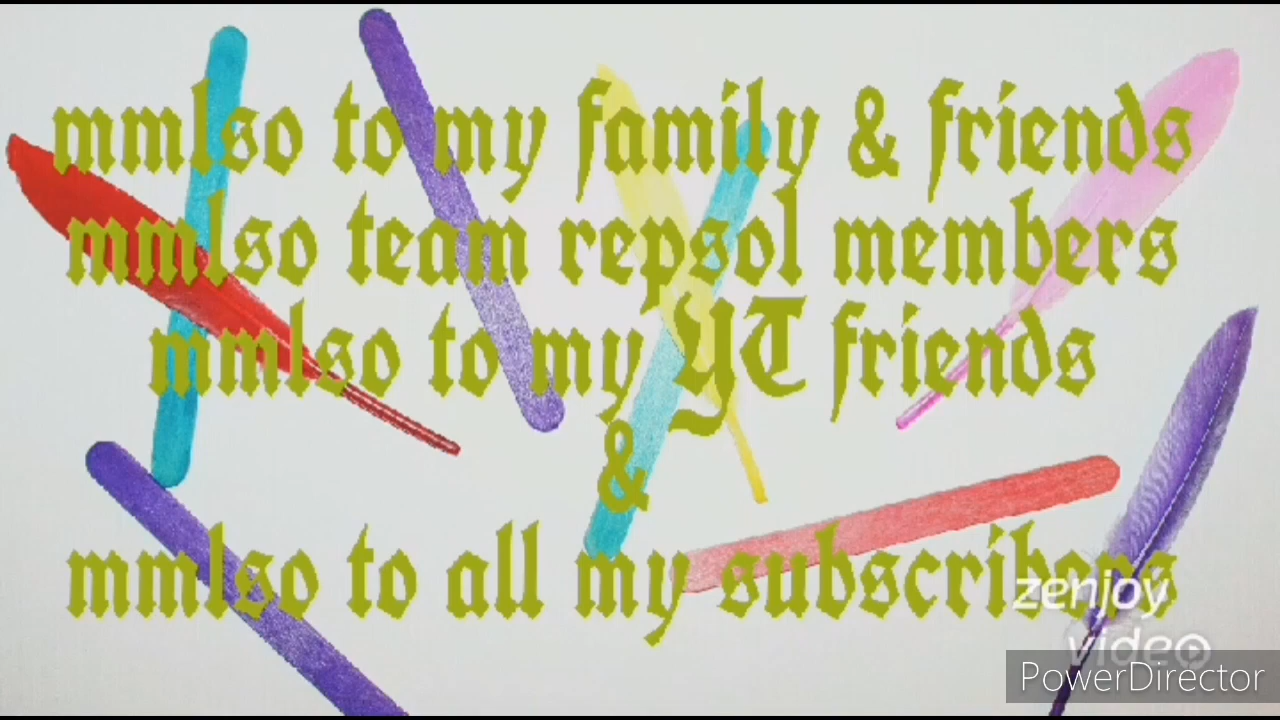 mmlso to my family & friends
mmlso team repsol members
mmlso to my YT friends
&
mmlso to all my subscribers
zenjoy
video
PowerDirector